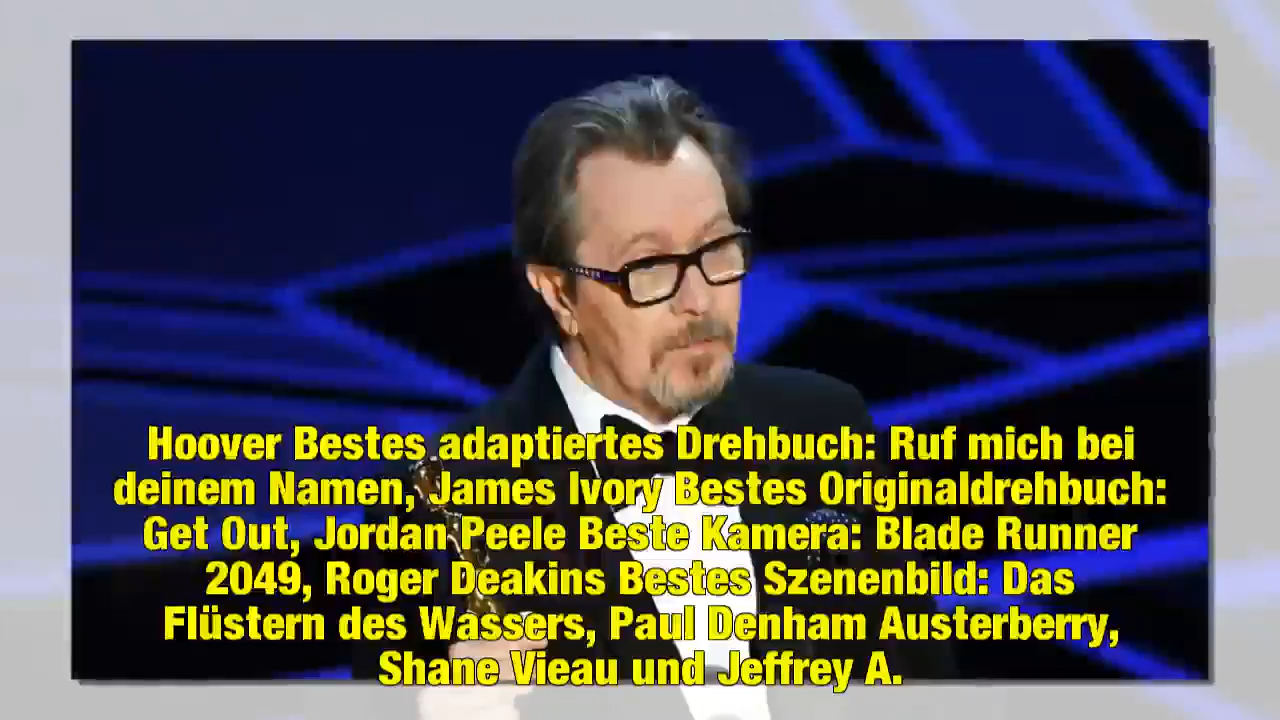 Hoover Bestes adaptiertes Drehbuch: Ruf mich bei
deinem Namen, James Ivory Bestes Originaldrehbuch:
Get Out, Jordan Peele Beste Kamera: Blade Runner
2049, Roger Deakins Bestes Szenenbild: Das
Flüstern des Wassers, Paul Denham Austerberry,
Shane Vieau und Jeffrey A.